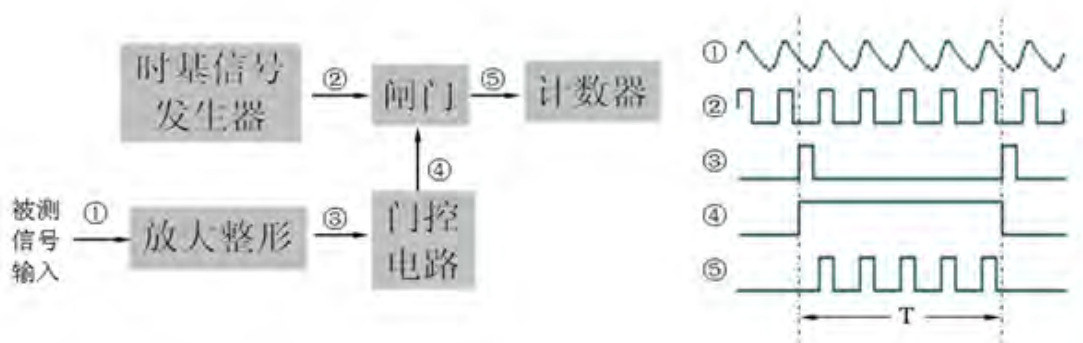 时基信号
发生器
②
闸门
⑤
计数器
④
被测
信号
输入
①
放大整形
③
门控
电路
①
②
③
④
⑤
T